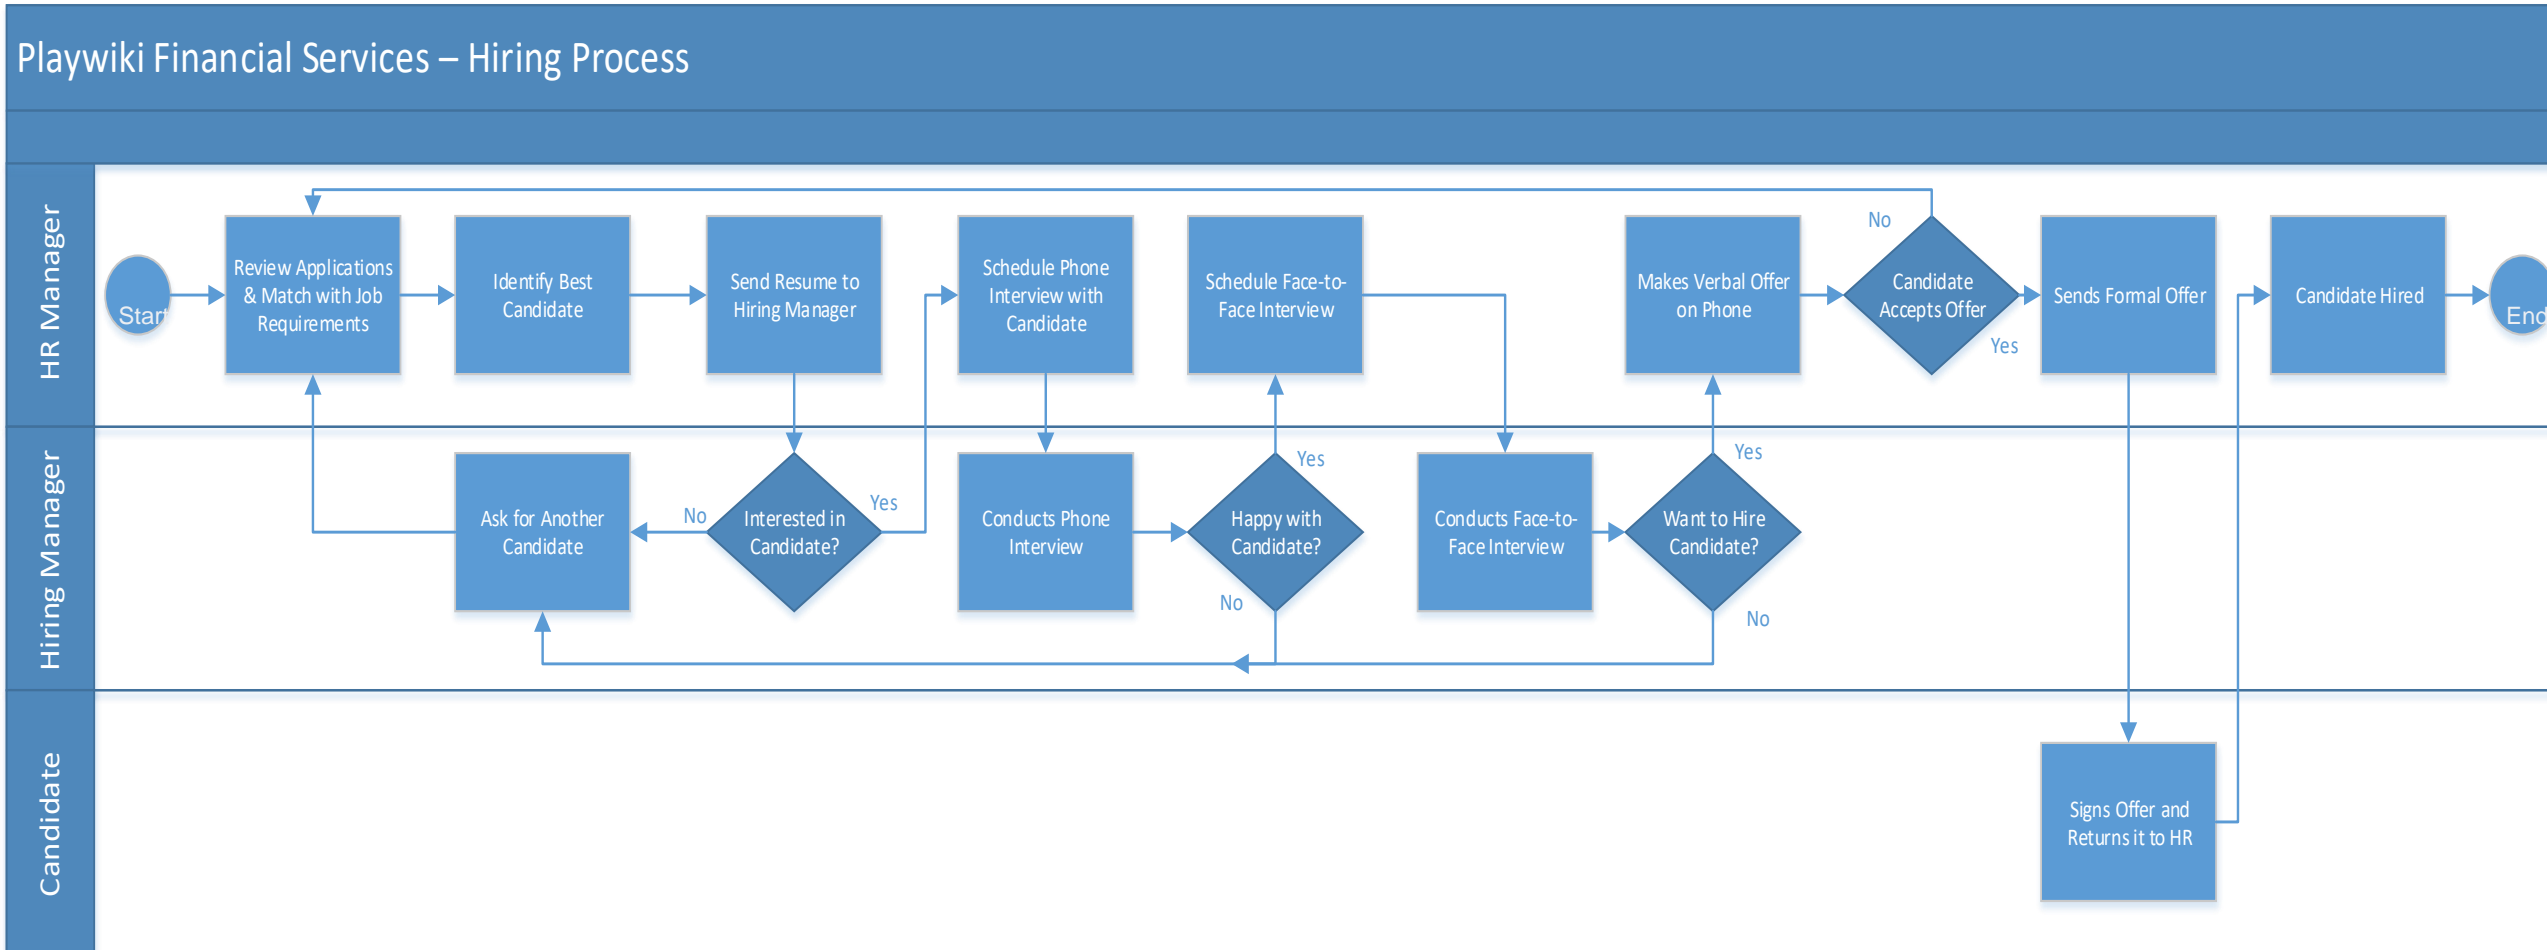 Playwiki Financial Services – Hiring Process
HR Manager
Start
Review Applications
& Match with Job
Requirements
Identify Best
Candidate
Send Resume to
Hiring Manager
Schedule Phone
Interview with
Candidate
Schedule Face-to-
Face Interview
Makes Verbal Offer
on Phone
No
Candidate
Accepts Offer
Yes
Sends Formal Offer
Candidate Hired
End
Hiring Manager
Ask for Another
Candidate
No
Interested in
Candidate?
Yes
Conducts Phone
Interview
Yes
Happy with
Candidate?
No
Conducts Face-to-
Face Interview
Yes
Want to Hire
Candidate?
No
Candidate
Signs Offer and
Returns it to HR